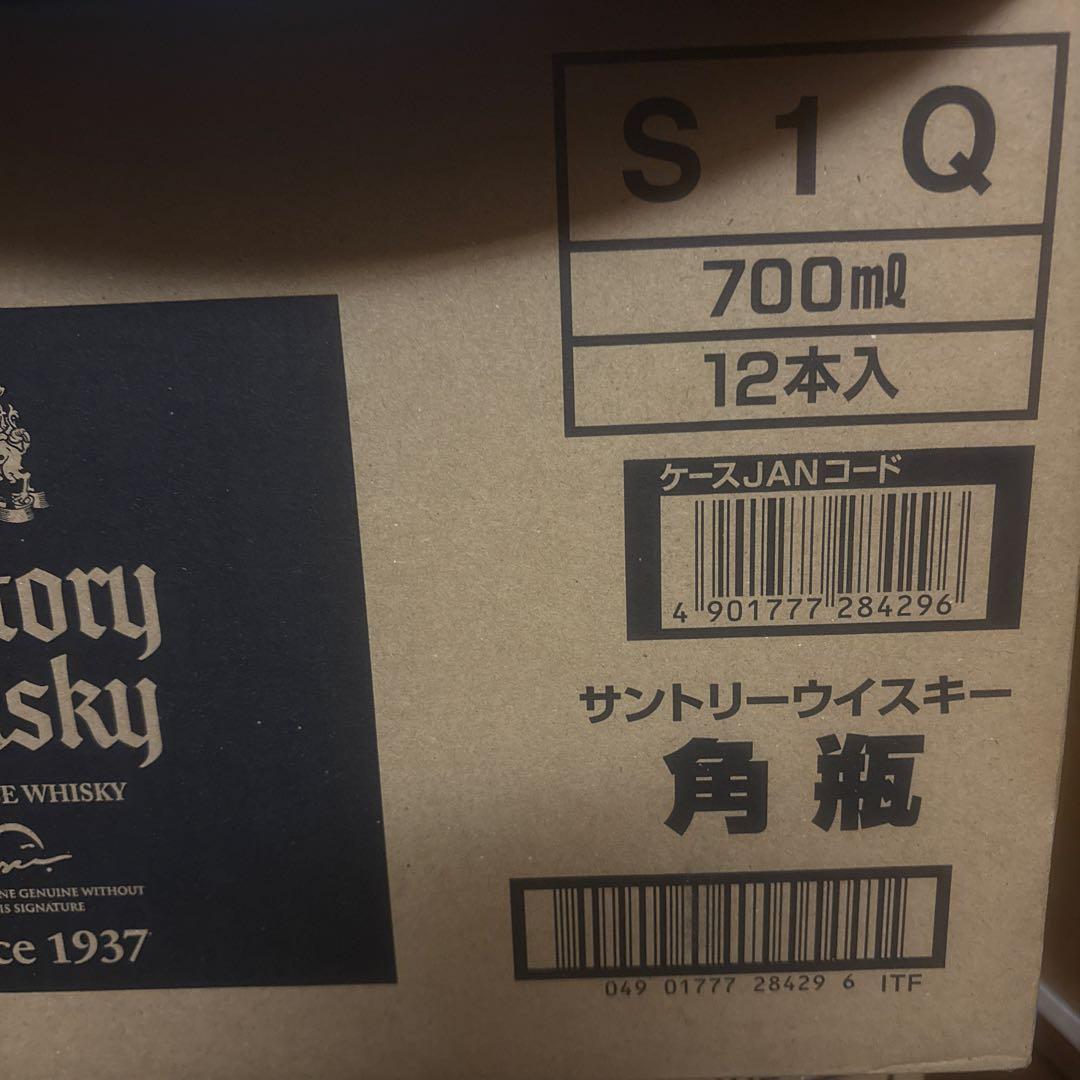 S 1 Q
700mℓ
12本入
ケースJANコード
4 901777 284296
サントリーウイスキー
角瓶
049 01777 28429 6 ITF
tory
sky
E WHISKY
NE GENUINE WITHOUT
IS SIGNATURE
ce 1937